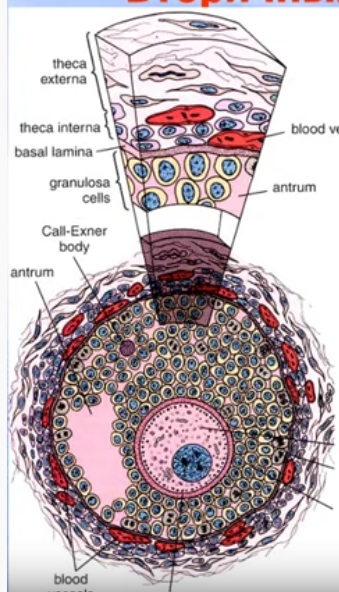 theca
externa
theca interna
basal lamina
blood ve
granulosa
cells
antrum
Call-Exner
body
antrum
blood